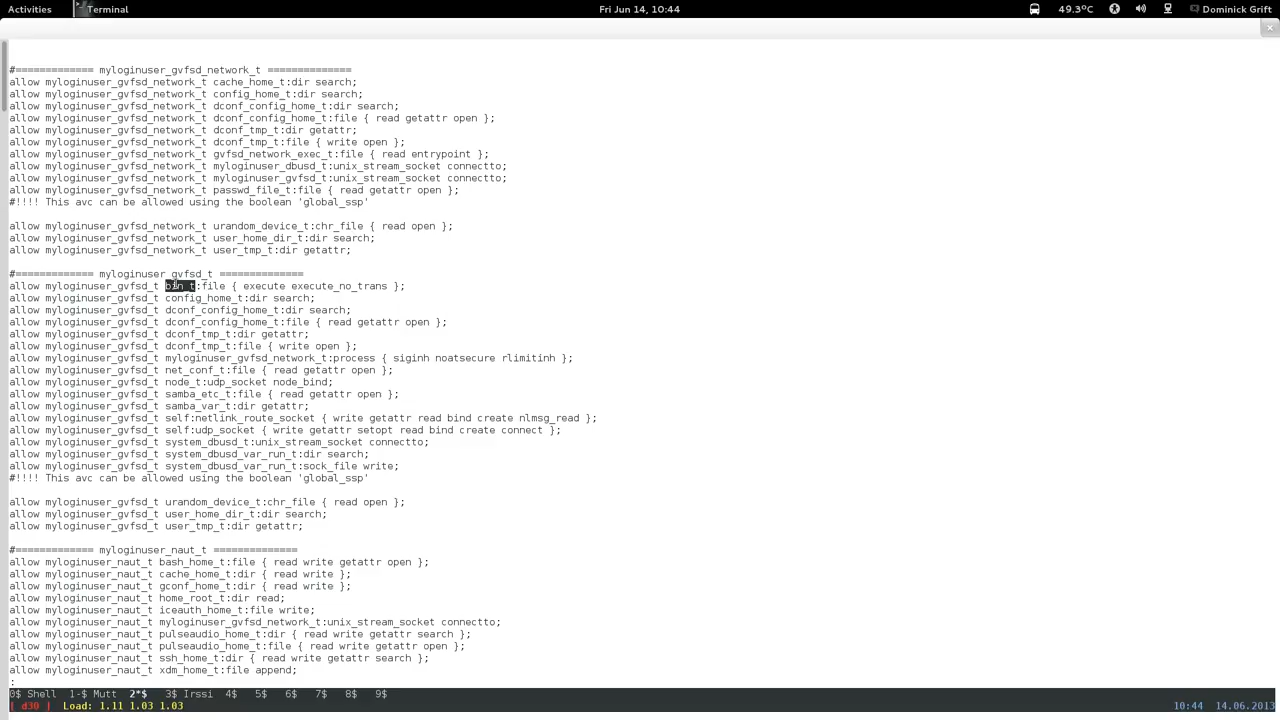 Activities Terminal Fri Jun 14, 10:44 49.3°C Dominick Grift
#============= myloginuser_gvfsd_network_t ==============
allow myloginuser_gvfsd_network_t cache_home_t:dir search;
allow myloginuser_gvfsd_network_t config_home_t:dir search;
allow myloginuser_gvfsd_network_t dconf_config_home_t:dir search;
allow myloginuser_gvfsd_network_t dconf_config_home_t:file { read getattr open };
allow myloginuser_gvfsd_network_t dconf_tmp_t:dir getattr;
allow myloginuser_gvfsd_network_t dconf_tmp_t:file { write open };
allow myloginuser_gvfsd_network_t gvfsd_network_exec_t:file { read entrypoint };
allow myloginuser_gvfsd_network_t myloginuser_dbusd_t:unix_stream_socket connectto;
allow myloginuser_gvfsd_network_t myloginuser_gvfsd_t:unix_stream_socket connectto;
allow myloginuser_gvfsd_network_t passwd_file_t:file { read getattr open };
#!!!! This avc can be allowed using the boolean 'global_ssp'
allow myloginuser_gvfsd_network_t urandom_device_t:chr_file { read open };
allow myloginuser_gvfsd_network_t user_home_dir_t:dir search;
allow myloginuser_gvfsd_network_t user_tmp_t:dir getattr;
#============= myloginuser_gvfsd_t ==============
allow myloginuser_gvfsd_t bin_t:file { execute execute_no_trans };
allow myloginuser_gvfsd_t config_home_t:dir search;
allow myloginuser_gvfsd_t dconf_config_home_t:dir search;
allow myloginuser_gvfsd_t dconf_config_home_t:file { read getattr open };
allow myloginuser_gvfsd_t dconf_tmp_t:dir getattr;
allow myloginuser_gvfsd_t dconf_tmp_t:file { write open };
allow myloginuser_gvfsd_t myloginuser_gvfsd_network_t:process { siginh noatsecure rlimitinh };
allow myloginuser_gvfsd_t net_conf_t:file { read getattr open };
allow myloginuser_gvfsd_t node_t:udp_socket node_bind;
allow myloginuser_gvfsd_t samba_etc_t:file { read getattr open };
allow myloginuser_gvfsd_t samba_var_t:dir getattr;
allow myloginuser_gvfsd_t self:netlink_route_socket { write getattr read bind create nlmsg_read };
allow myloginuser_gvfsd_t self:udp_socket { write getattr setopt read bind create connect };
allow myloginuser_gvfsd_t system_dbusd_t:unix_stream_socket connectto;
allow myloginuser_gvfsd_t system_dbusd_var_run_t:dir search;
allow myloginuser_gvfsd_t system_dbusd_var_run_t:sock_file write;
#!!!! This avc can be allowed using the boolean 'global_ssp'
allow myloginuser_gvfsd_t urandom_device_t:chr_file { read open };
allow myloginuser_gvfsd_t user_home_dir_t:dir search;
allow myloginuser_gvfsd_t user_tmp_t:dir getattr;
#============= myloginuser_naut_t ==============
allow myloginuser_naut_t bash_home_t:file { read write getattr open };
allow myloginuser_naut_t cache_home_t:dir { read write };
allow myloginuser_naut_t gconf_home_t:dir { read write };
allow myloginuser_naut_t home_root_t:dir read;
allow myloginuser_naut_t iceauth_home_t:file write;
allow myloginuser_naut_t myloginuser_gvfsd_network_t:unix_stream_socket connectto;
allow myloginuser_naut_t pulseaudio_home_t:dir { read write getattr search };
allow myloginuser_naut_t pulseaudio_home_t:file { read write getattr open };
allow myloginuser_naut_t ssh_home_t:dir { read write getattr search };
allow myloginuser_naut_t xdm_home_t:file append;
:
0$ Shell 1-$ Mutt 2*$ 3$ Irssi 4$ 5$ 6$ 7$ 8$ 9$
[ d30 ] Load: 1.11 1.03 1.03 10:44 14.06.2013